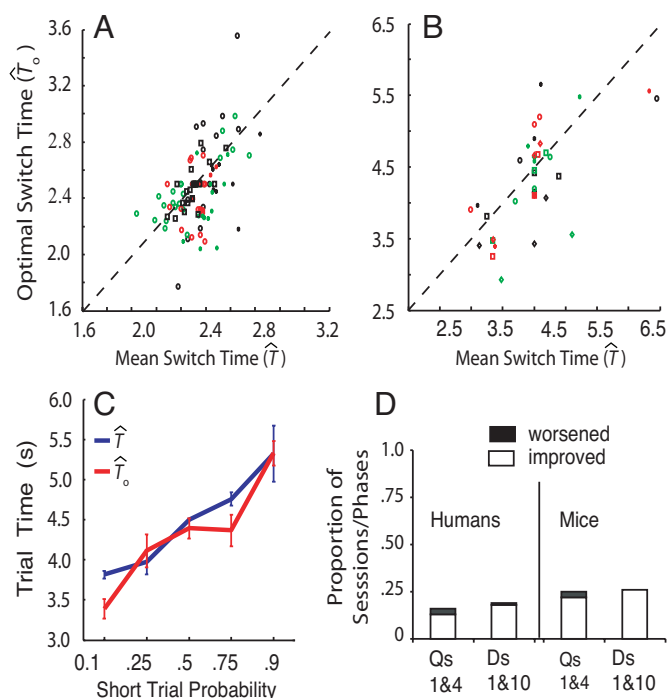 A
3.6
3.2
2.8
2.4
2.0
1.6
1.6 2.0 2.4 2.8 3.2
Optimal Switch Time (T̂ₒ)
Mean Switch Time (T̂)
B
6.5
5.5
4.5
3.5
2.5
2.5 3.5 4.5 5.5 6.5
Mean Switch Time (T̂)
C
T̂
T̂ₒ
6.0
5.5
5.0
4.5
4.0
3.5
3.0
0.1 .25 .5 .75 .9
Trial Time (s)
Short Trial Probability
D
worsened
improved
1.0
.75
.50
.25
0
Proportion of
Sesssions/Phases
Humans Mice
Qs Ds Qs Ds
1&4 1&10 1&4 1&10